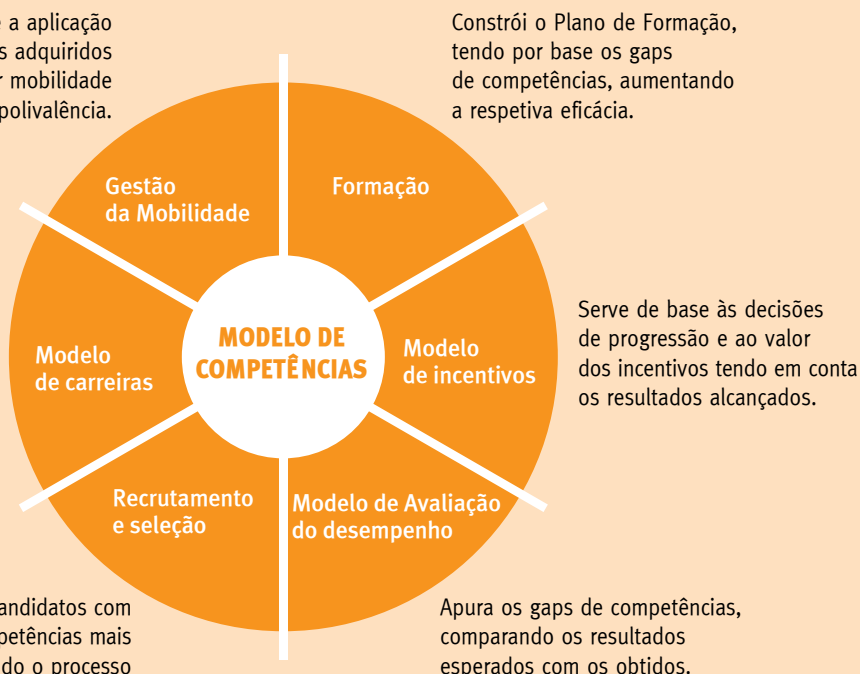 a aplicação
s adquiridos
mobilidade
polivalência.
Constrói o Plano de Formação,
tendo por base os gaps
de competências, aumentando
a respetiva eficácia.
Gestão
da Mobilidade
Formação
Modelo
de carreiras
MODELO DE
COMPETÊNCIAS
Modelo
de incentivos
Serve de base às decisões
de progressão e ao valor
dos incentivos tendo em conta
os resultados alcançados.
Recrutamento
e seleção
Modelo de Avaliação
do desempenho
andidatos com
petências mais
do o processo
Apura os gaps de competências,
comparando os resultados
esperados com os obtidos.